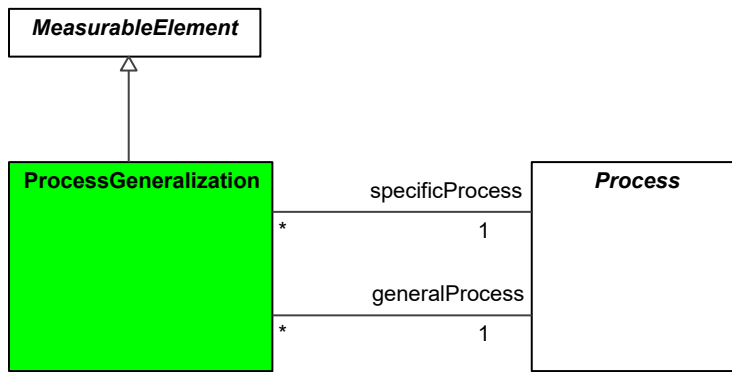 MeasurableElement
ProcessGeneralization
Process
specificProcess
*
1
generalProcess
*
1